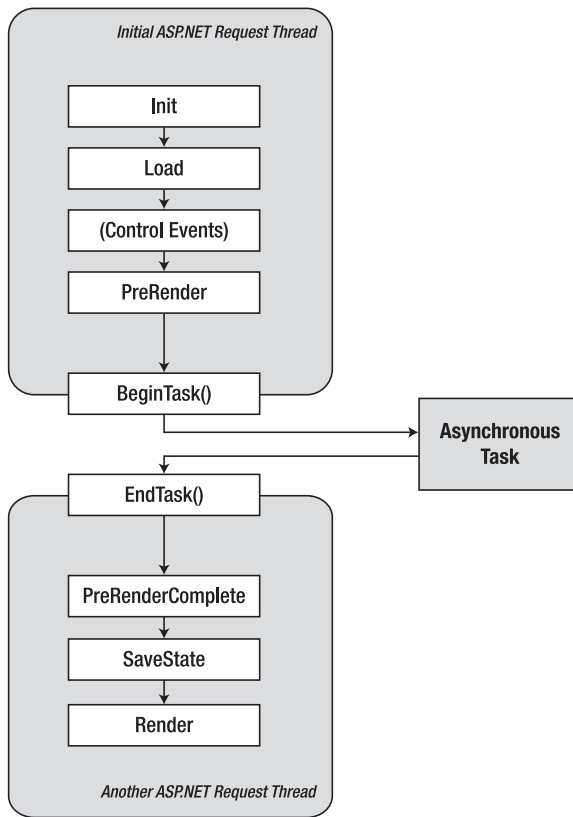 Initial ASP.NET Request Thread
Init
Load
(Control Events)
PreRender
BeginTask()
Asynchronous
Task
EndTask()
PreRenderComplete
SaveState
Render
Another ASP.NET Request Thread